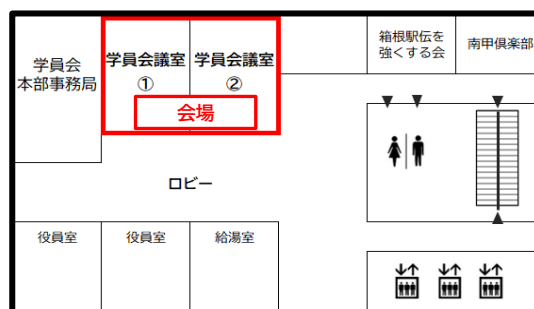 学員会
本部事務局
学員会議室
①
学員会議室
②
会場
箱根駅伝を
強くする会
南甲倶楽部
ロビー
役員室
役員室
給湯室